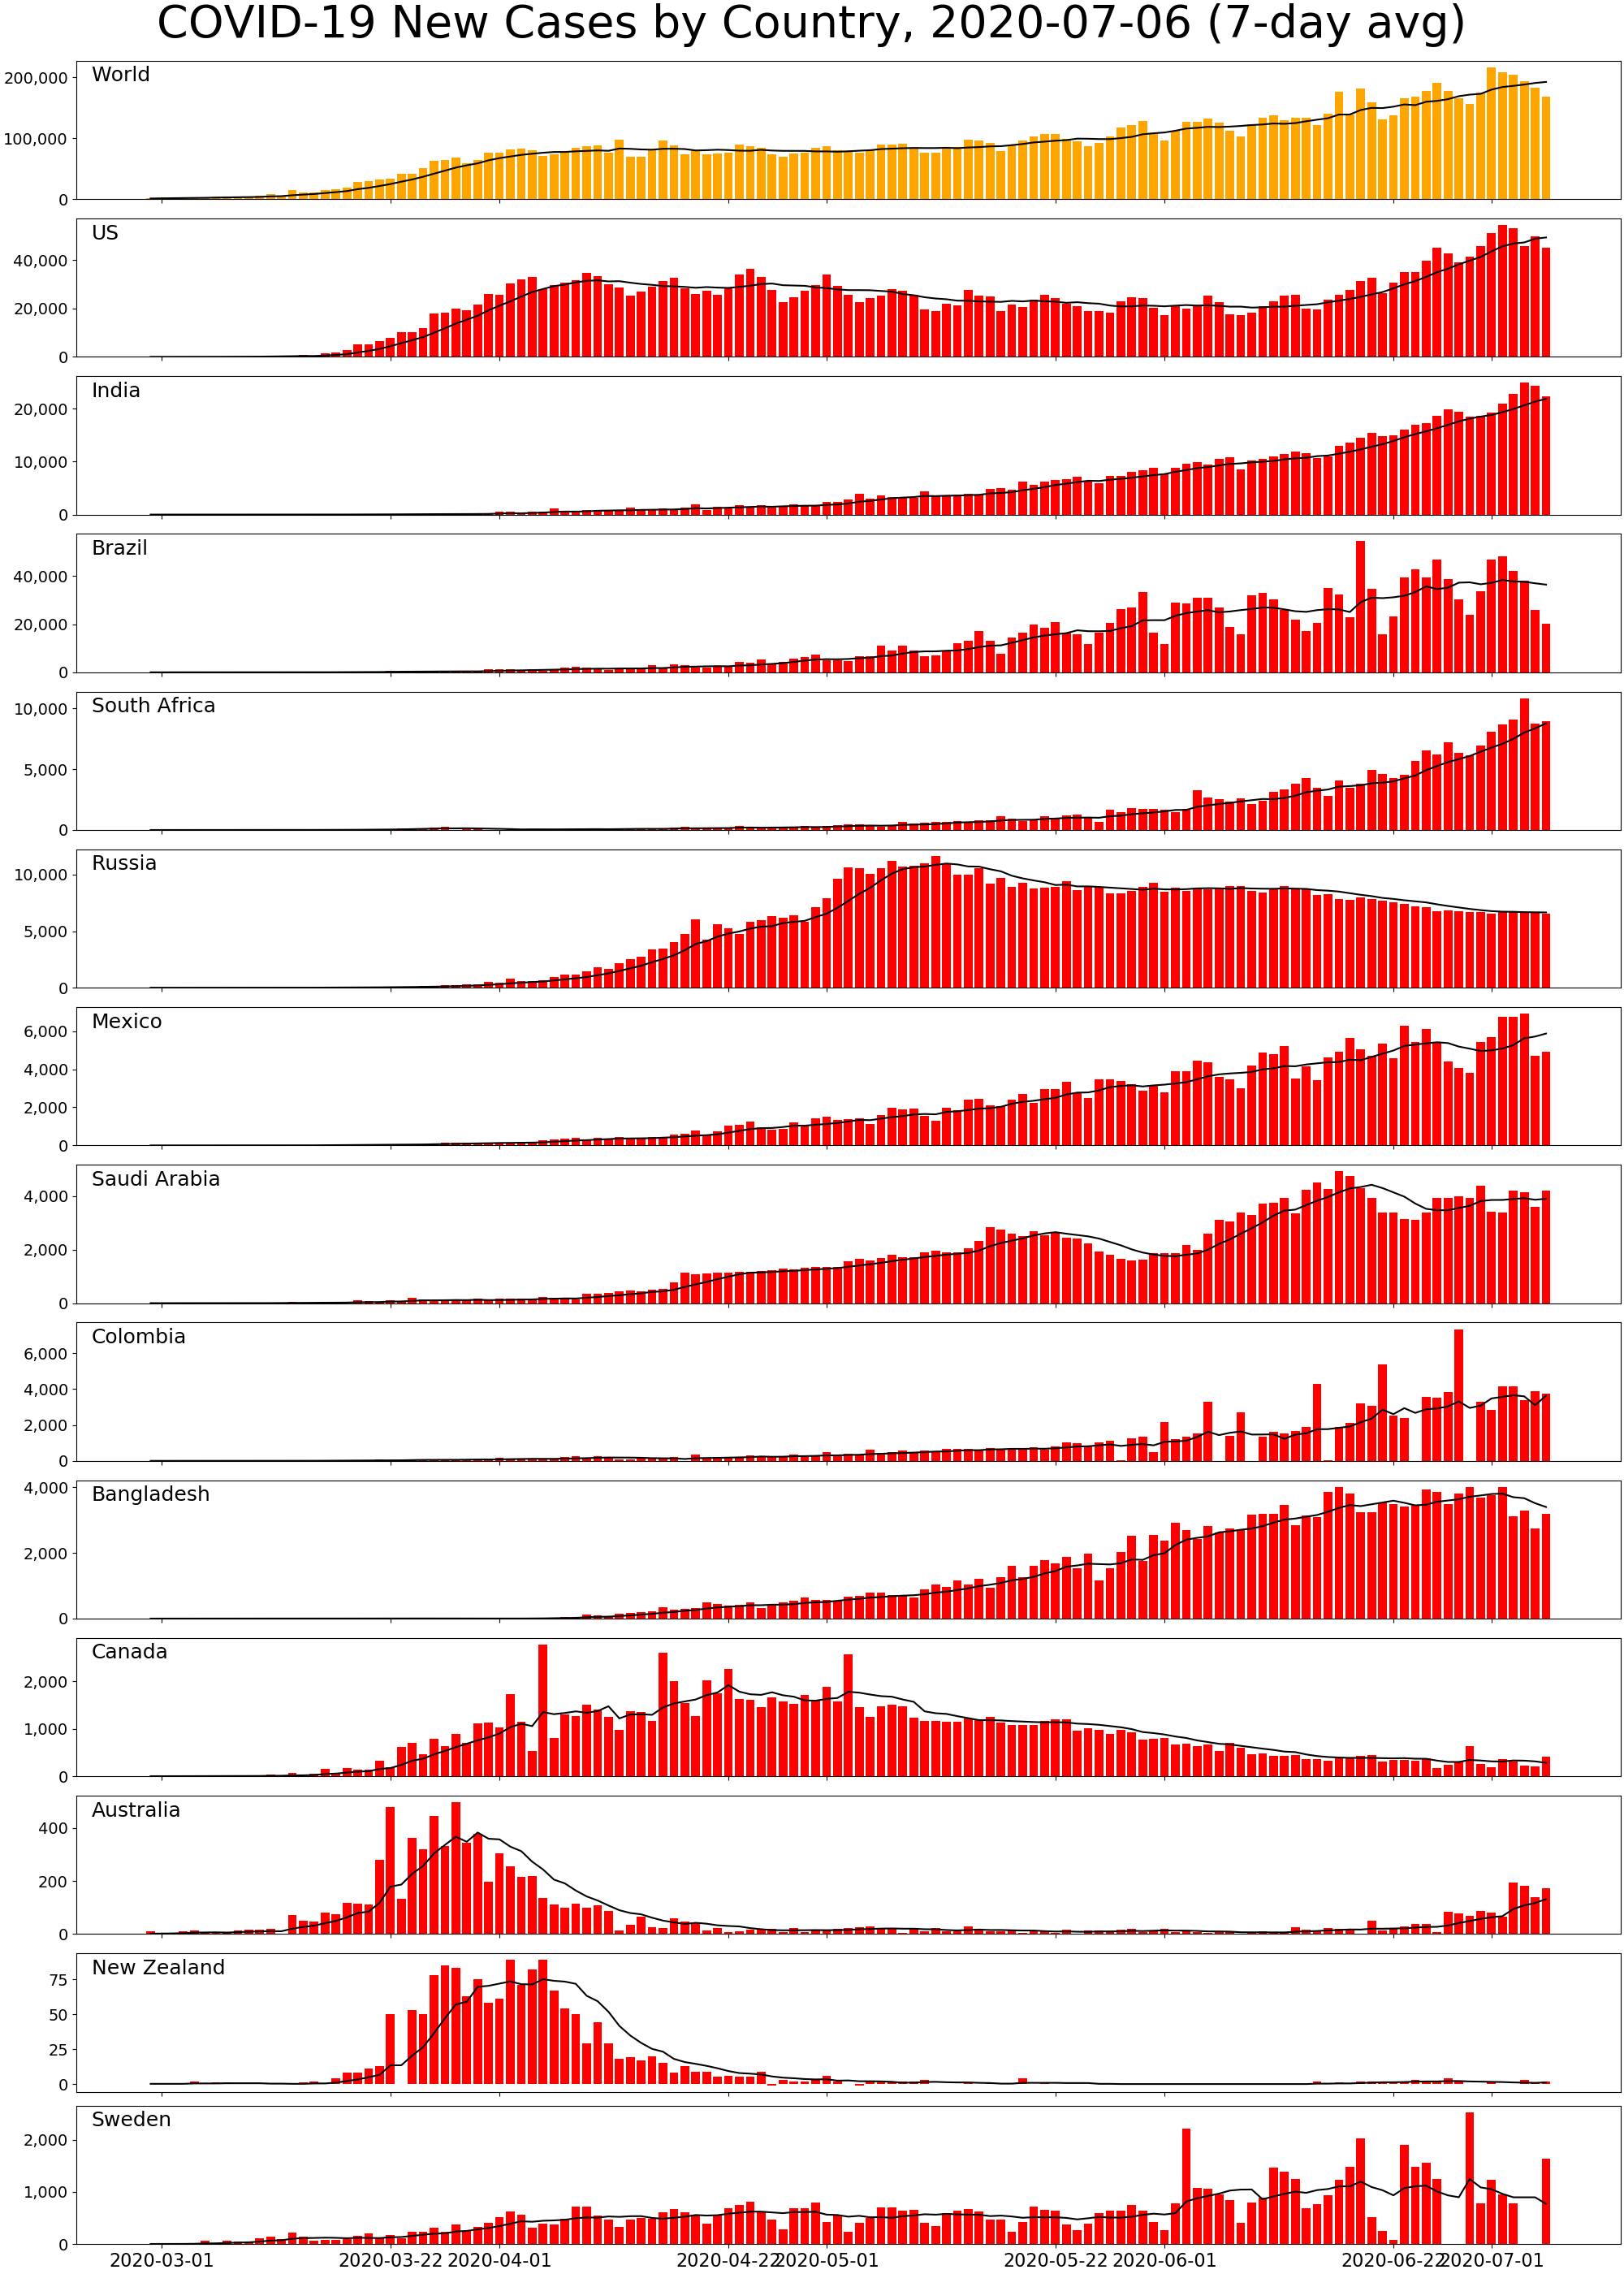 COVID-19 New Cases by Country, 2020-07-06 (7-day avg)
World
200,000
100,000
0
US
40,000
20,000
0
India
20,000
10,000
0
Brazil
40,000
20,000
0
South Africa
10,000
5,000
0
Russia
10,000
5,000
0
Mexico
6,000
4,000
2,000
0
Saudi Arabia
4,000
2,000
0
Colombia
6,000
4,000
2,000
0
Bangladesh
4,000
2,000
0
Canada
2,000
1,000
0
Australia
400
200
0
New Zealand
75
50
25
0
Sweden
2,000
1,000
0
2020-03-01 2020-03-22 2020-04-01 2020-04-22 2020-05-01 2020-05-22 2020-06-01 2020-06-22 2020-07-01